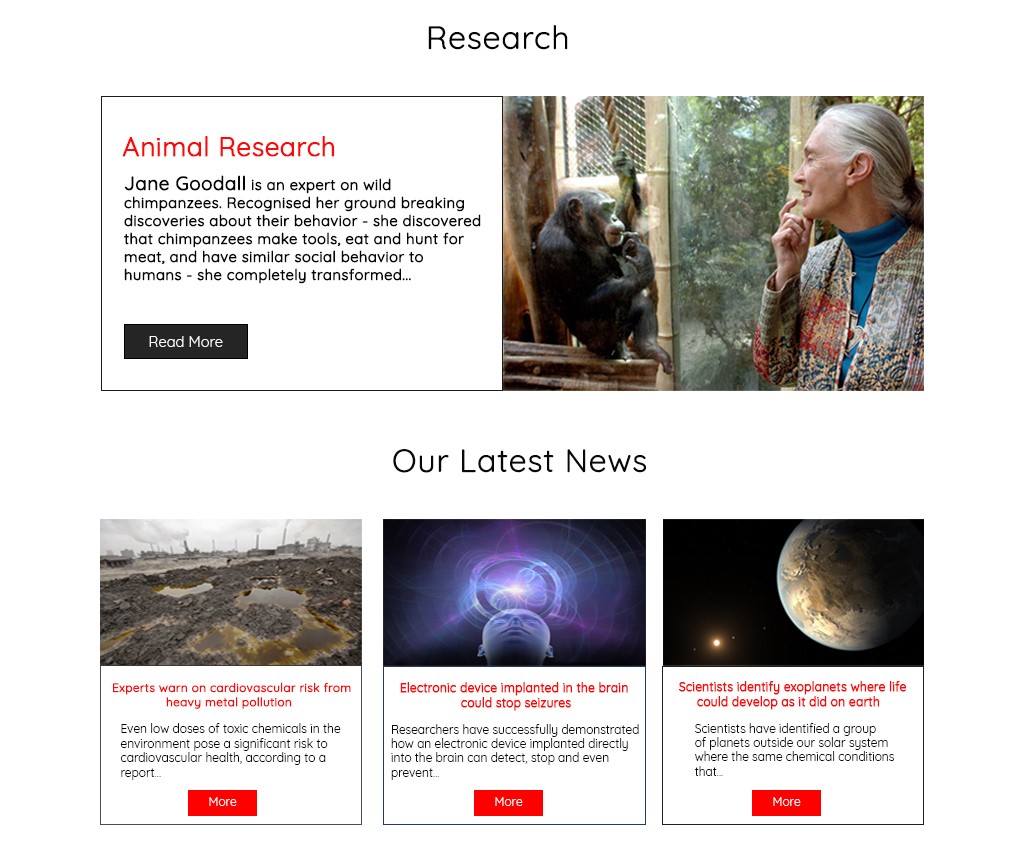 Research
Animal Research
Jane Goodall is an expert on wild
chimpanzees. Recognised her ground breaking
discoveries about their behavior - she discovered
that chimpanzees make tools, eat and hunt for
meat, and have similar social behavior to
humans - she completely transformed...
Read More
Our Latest News
Experts warn on cardiovascular risk from
heavy metal pollution
Even low doses of toxic chemicals in the
environment pose a significant risk to
cardiovascular health, according to a
report...
More
Electronic device implanted in the brain
could stop seizures
Researchers have successfully demonstrated
how an electronic device implanted directly
into the brain can detect, stop and even
prevent...
More
Scientists identify exoplanets where life
could develop as it did on earth
Scientists have identified a group
of planets outside our solar system
where the same chemical conditions
that...
More